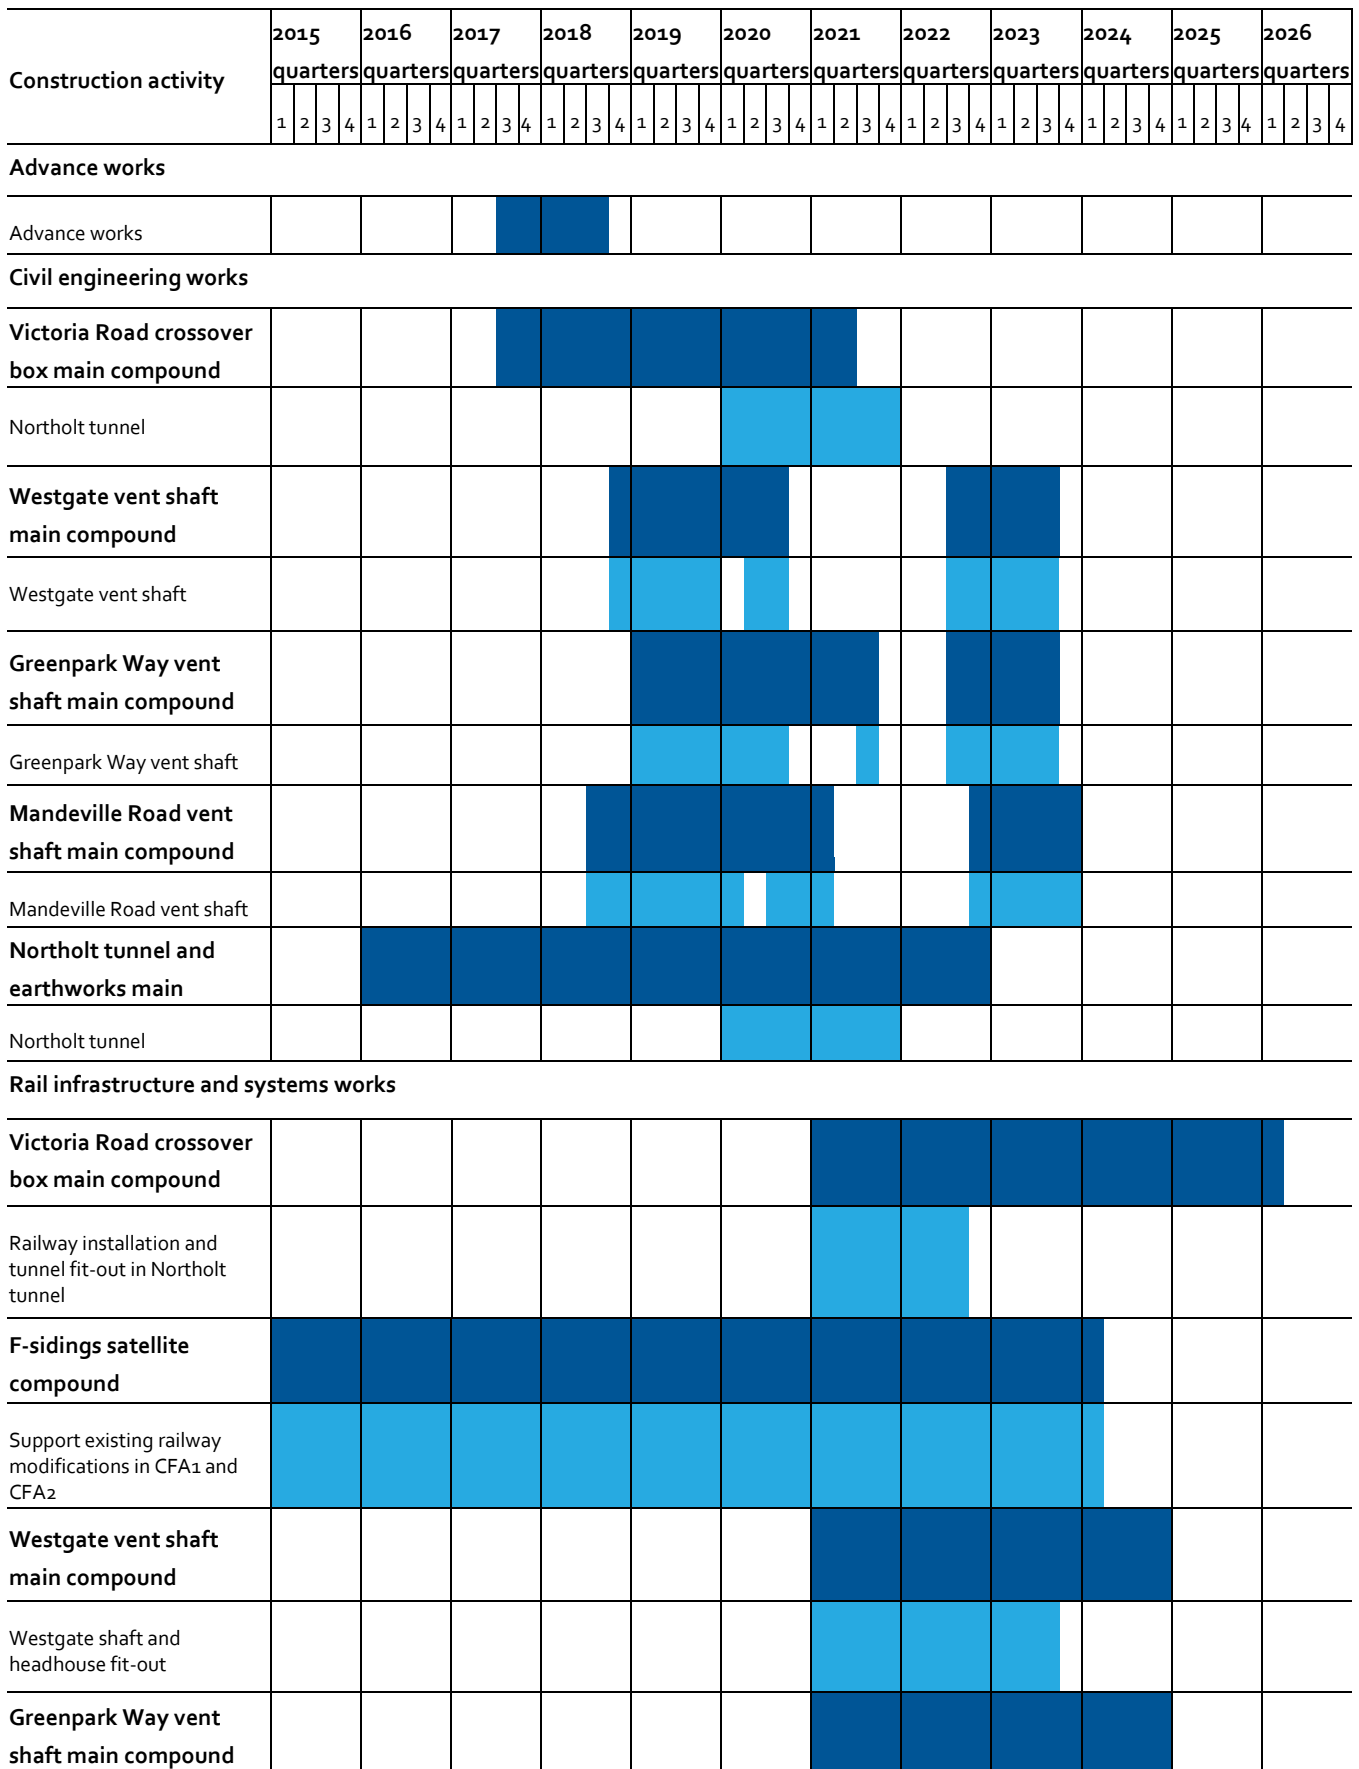 2015 2016 2017 2018 2019 2020 2021 2022 2023 2024 2025 2026
Construction activity
quarters quarters quarters quarters quarters quarters quarters quarters quarters quarters quarters quarters
1 2 3 4 1 2 3 4 1 2 3 4 1 2 3 4 1 2 3 4 1 2 3 4 1 2 3 4 1 2 3 4 1 2 3 4 1 2 3 4 1 2 3 4 1 2 3 4
Advance works
Advance works
Civil engineering works
Victoria Road crossover
box main compound
Northolt tunnel
Westgate vent shaft
main compound
Westgate vent shaft
Greenpark Way vent
shaft main compound
Greenpark Way vent shaft
Mandeville Road vent
shaft main compound
Mandeville Road vent shaft
Northolt tunnel and
earthworks main
Northolt tunnel
Rail infrastructure and systems works
Victoria Road crossover
box main compound
Railway installation and
tunnel fit-out in Northolt
tunnel
F-sidings satellite
compound
Support existing railway
modifications in CFA1 and
CFA2
Westgate vent shaft
main compound
Westgate shaft and
headhouse fit-out
Greenpark Way vent
shaft main compound